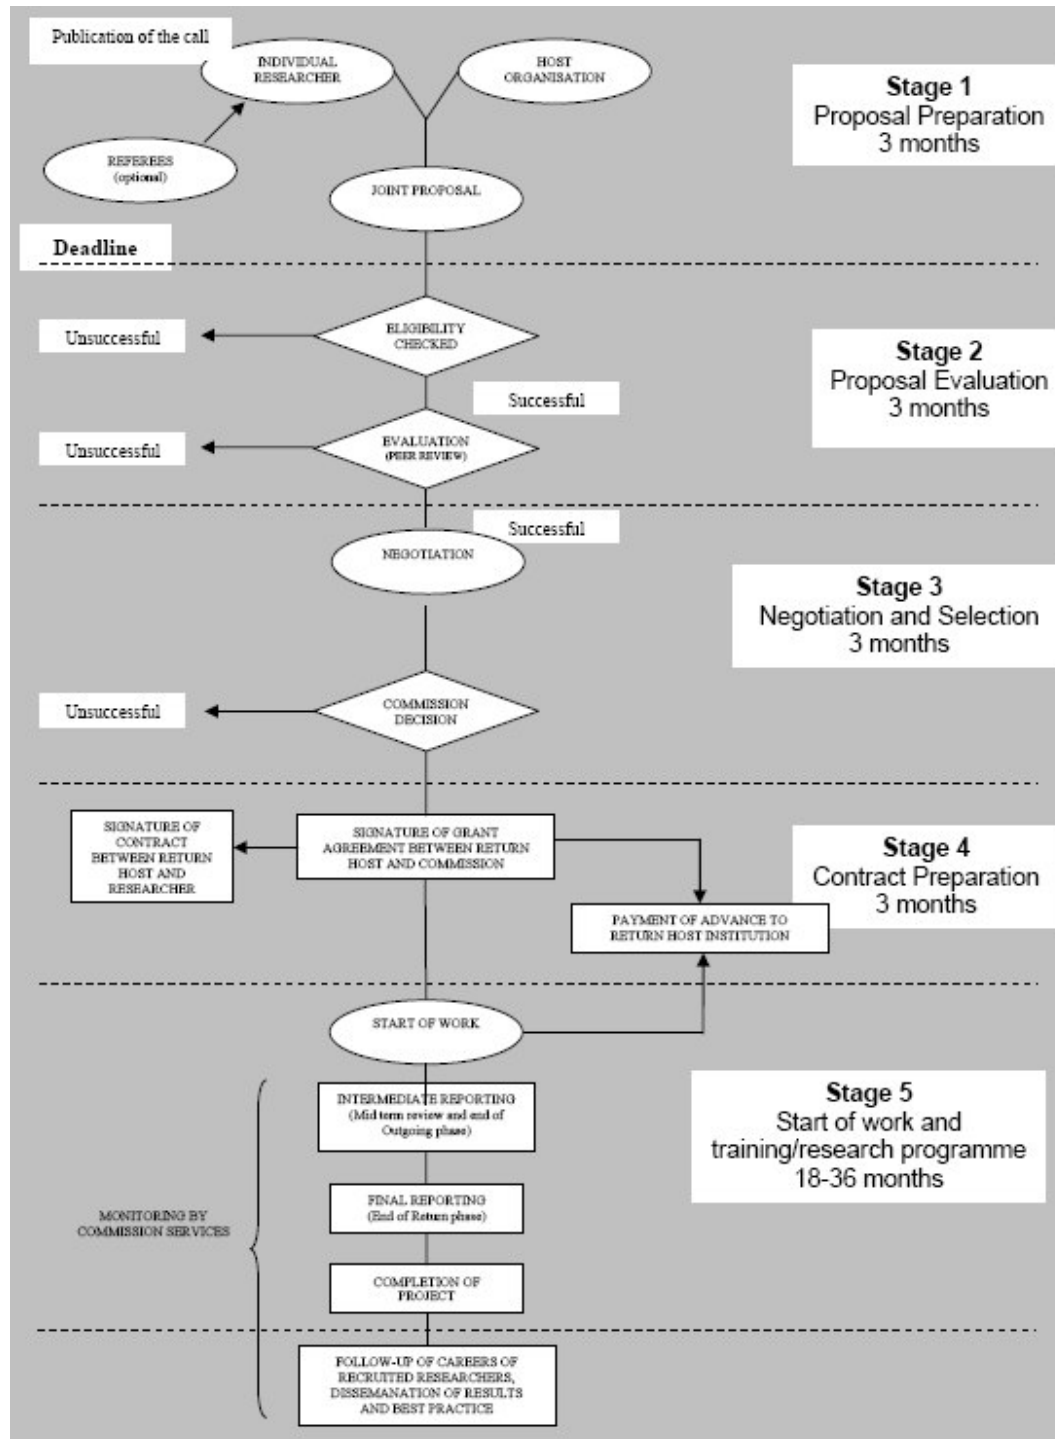 Publication of the call
INDIVIDUAL
RESEARCHER
HOST
ORGANISATION
Stage 1
Proposal Preparation
3 months
REFEREES
(optional)
JOINT PROPOSAL
Deadline
Unsuccessful
ELIGIBILITY
CHECKED
Stage 2
Proposal Evaluation
3 months
Successful
Unsuccessful
EVALUATION
(PEER REVIEW)
Successful
NEGOTIATION
Stage 3
Negotiation and Selection
3 months
Unsuccessful
COMMISSION
DECISION
SIGNATURE OF
CONTRACT
BETWEEN RETURN
HOST AND
RESEARCHER
SIGNATURE OF GRANT
AGREEMENT BETWEEN RETURN
HOST AND COMMISSION
Stage 4
Contract Preparation
3 months
PAYMENT OF ADVANCE TO
RETURN HOST INSTITUTION
START OF WORK
INTERMEDIATE REPORTING
(Mid term review and end of
Outgoing phase)
Stage 5
Start of work and
training/research programme
18-36 months
FINAL REPORTING
(End of Return phase)
MONITORING BY
COMMISSION SERVICES
COMPLETION OF
PROJECT
FOLLOW-UP OF CAREERS OF
RECRUITED RESEARCHERS,
DISSEMANATION OF RESULTS
AND BEST PRACTICE